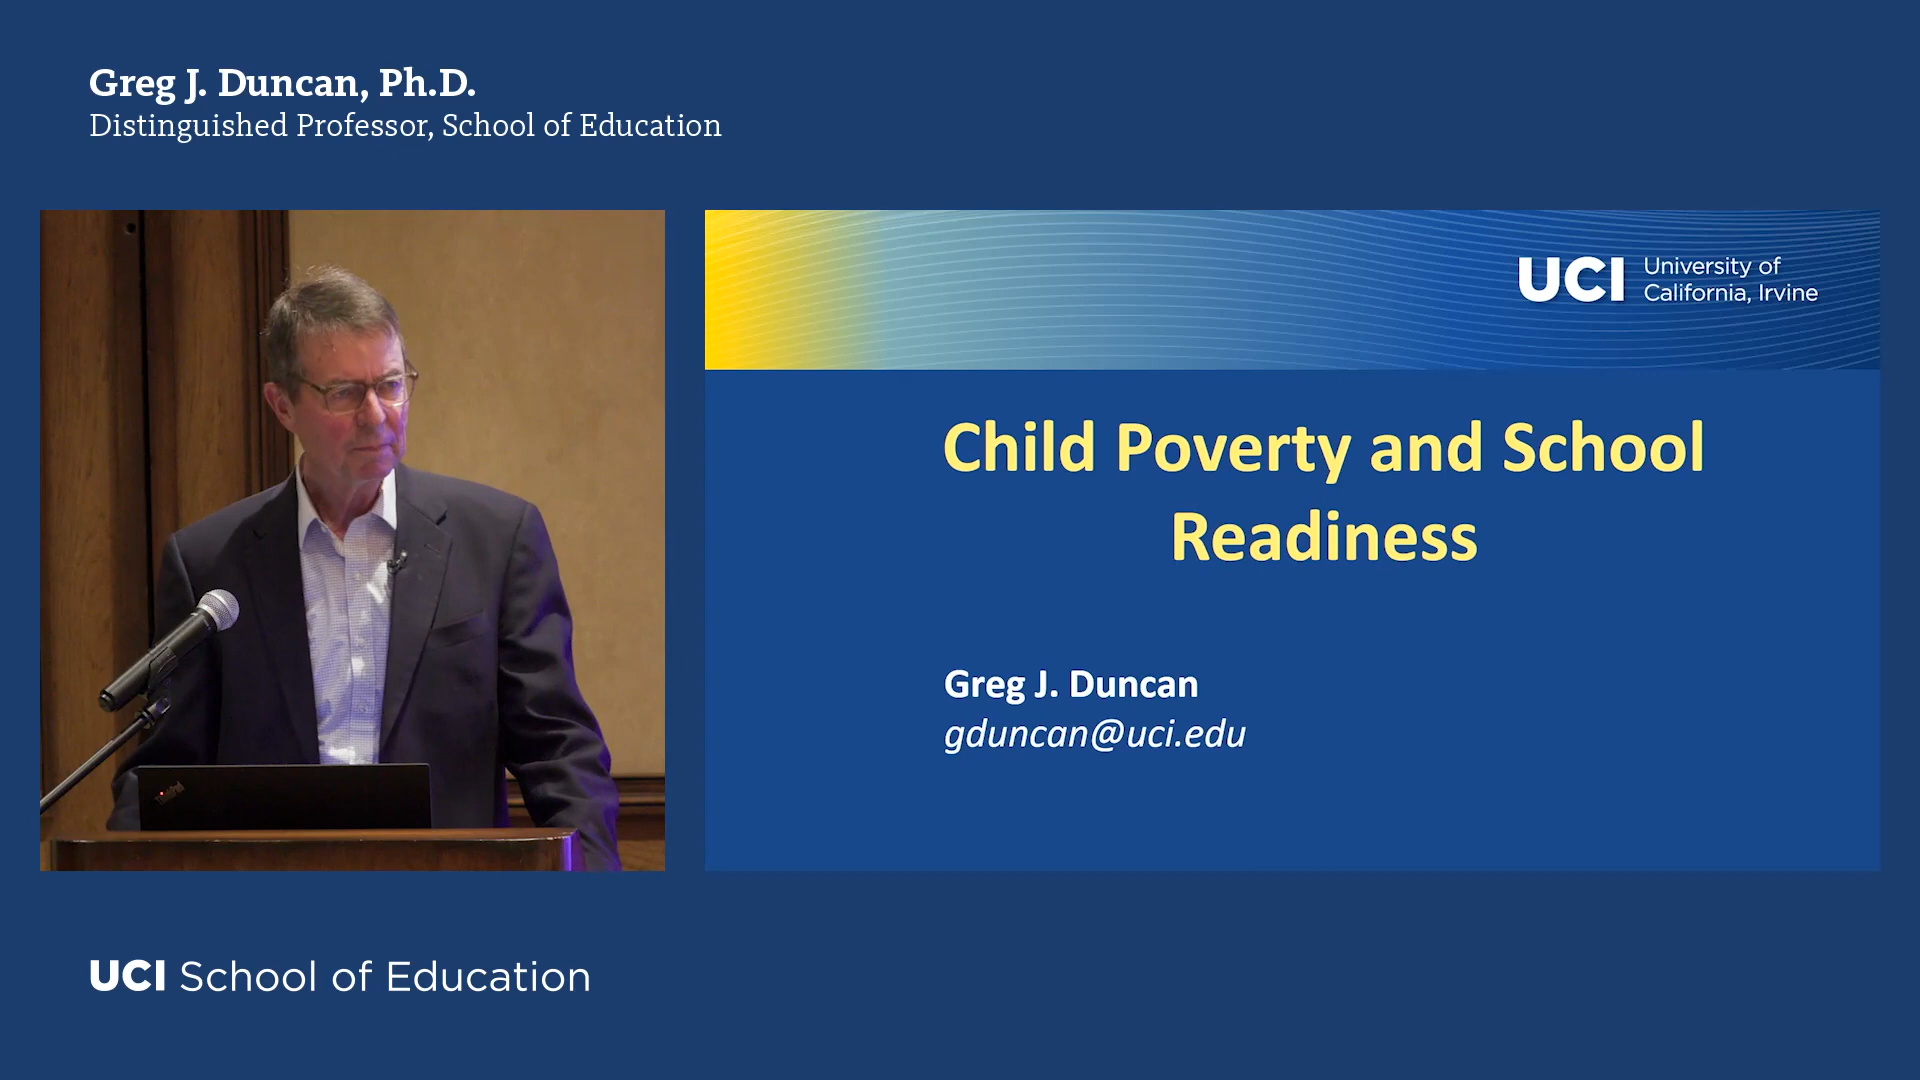 Greg J. Duncan, Ph.D.
Distinguished Professor, School of Education
UCI University of
California, Irvine
Child Poverty and School
Readiness
Greg J. Duncan
gduncan@uci.edu
ThinkPad
UCI School of Education